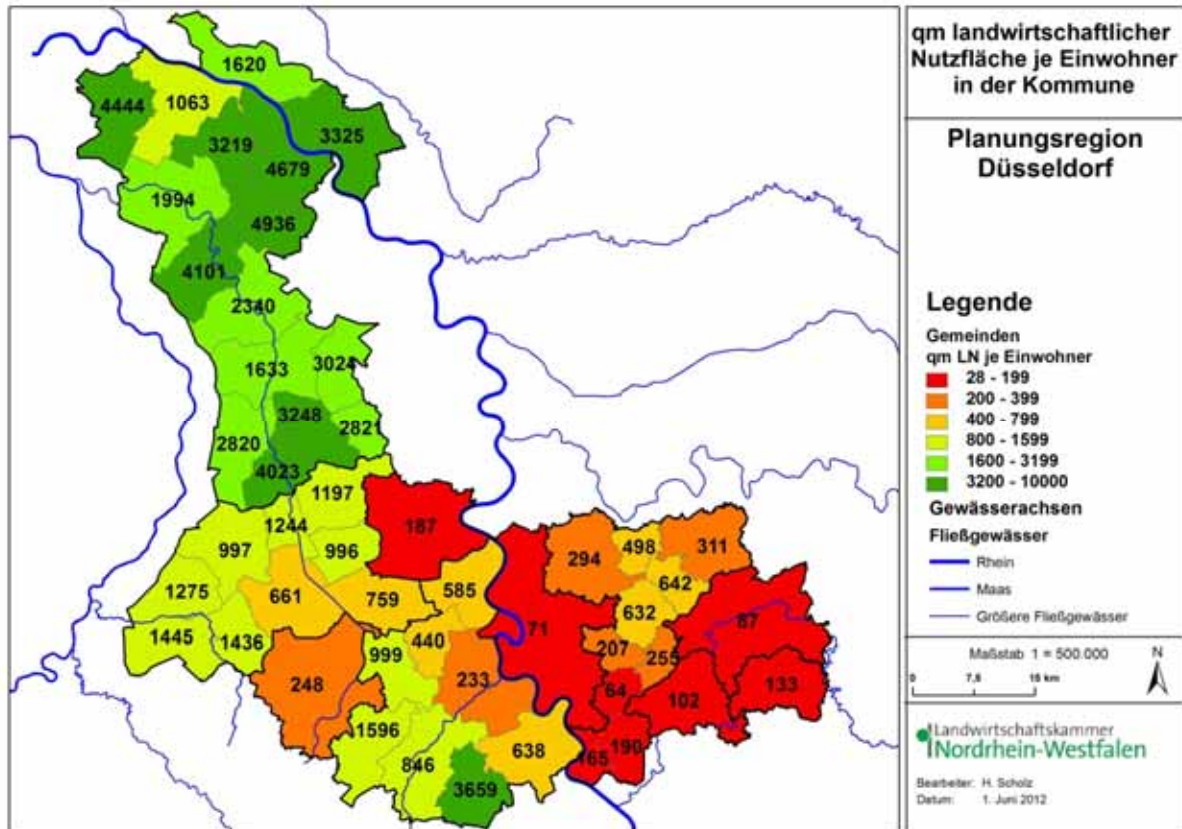 1620
4444
1063
3325
3219
4679
1994
4936
4101
2340
1633
3024
3248
2820
2821
4023
1197
187
1244
997
996
294
498
311
642
1275
661
759
585
71
632
87
1445
1436
999
440
207
255
248
233
64
102
133
1596
638
190
846
3659
qm landwirtschaftlicher
Nutzfläche je Einwohner
in der Kommune
Planungsregion
Düsseldorf
Legende
Gemeinden
qm LN je Einwohner
28 - 199
200 - 399
400 - 799
800 - 1599
1600 - 3199
3200 - 10000
Gewässerachsen
Fließgewässer
Rhein
Maas
Größere Fließgewässer
Maßstab 1 = 500.000
N
0 7,5 15 km
Landwirtschaftskammer
Nordrhein-Westfalen
Bearbeiter: H. Scholz
Datum: 1. Juni 2012